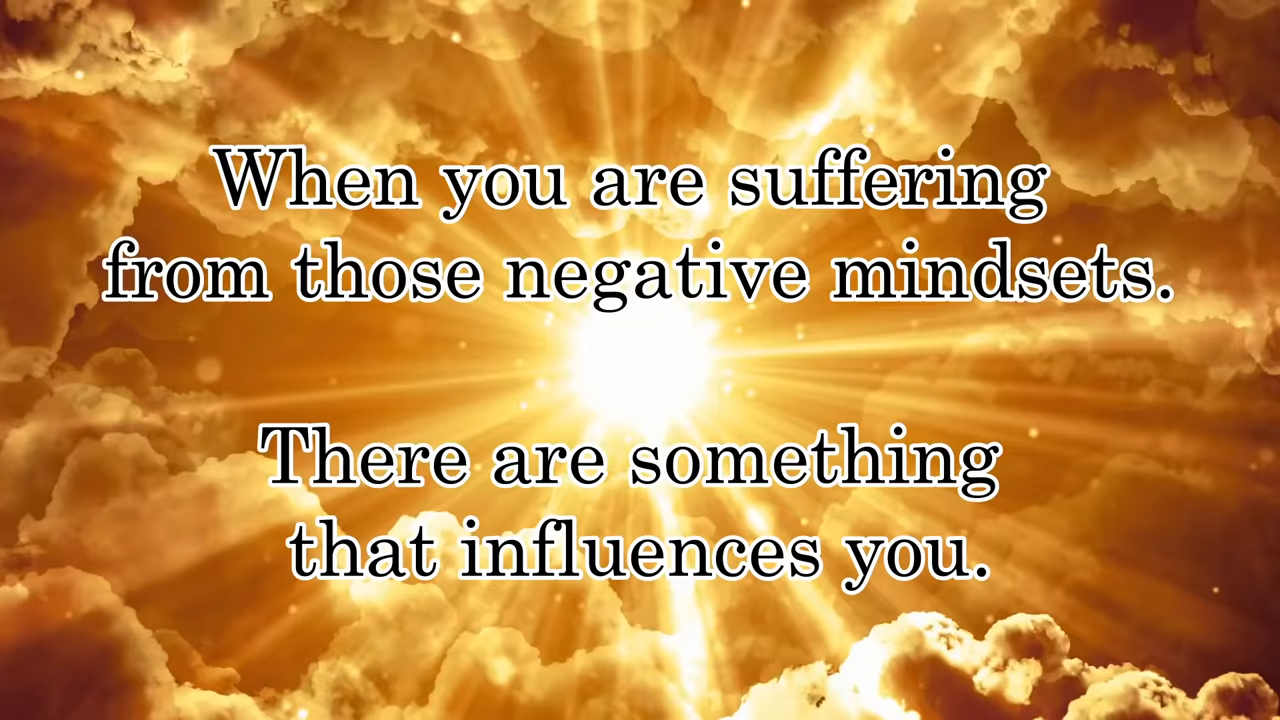 When you are suffering
from those negative mindsets.
There are something
that influences you.